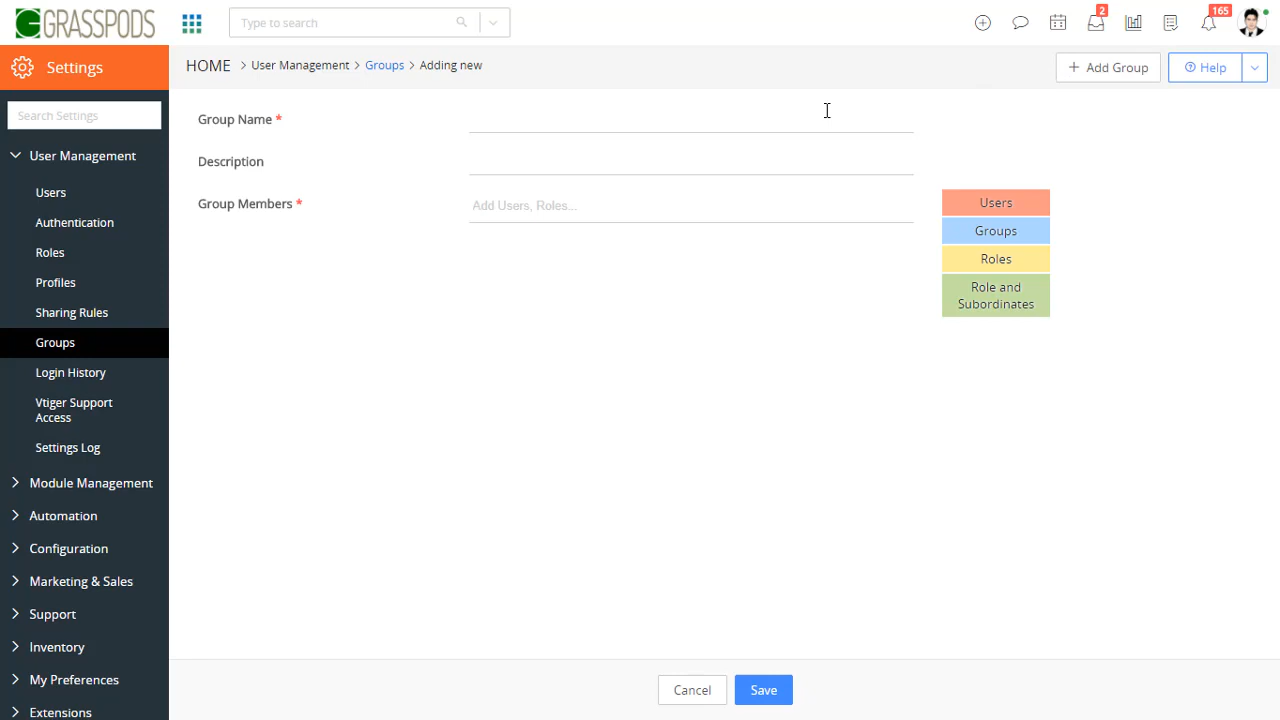 GRASSPODS
Type to search
2
165
Settings
HOME > User Management > Groups > Adding new
+ Add Group
Help
Search Settings
Group Name *
Description
Group Members *
Add Users, Roles...
Users
Groups
Roles
Role and
Subordinates
User Management
Users
Authentication
Roles
Profiles
Sharing Rules
Groups
Login History
Vtiger Support
Access
Settings Log
Module Management
Automation
Configuration
Marketing & Sales
Support
Inventory
My Preferences
Extensions
Cancel
Save